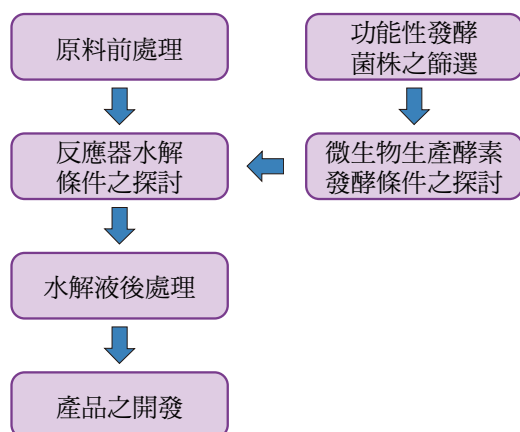 原料前處理
功能性發酵
菌株之篩選
反應器水解
條件之探討
微生物生產酵素
發酵條件之探討
水解液後處理
產品之開發